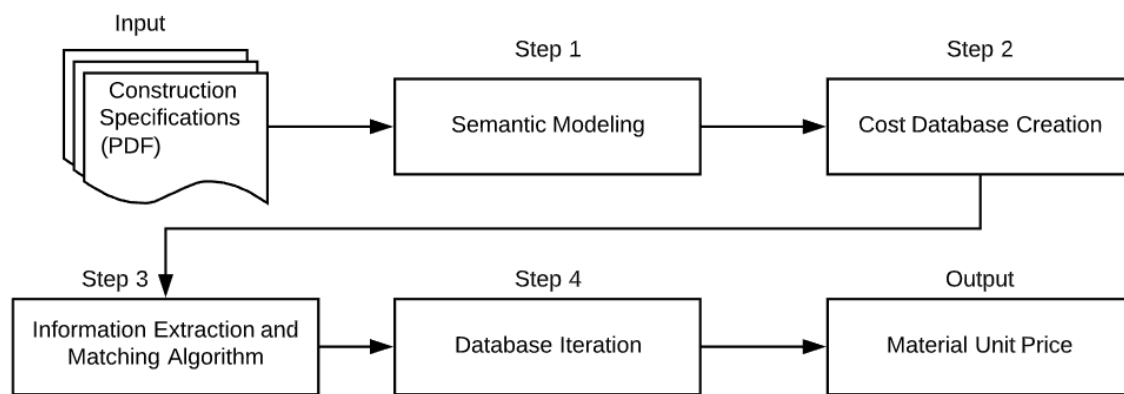 Input
Construction
Specifications
(PDF)
Step 1
Semantic Modeling
Step 2
Cost Database Creation
Step 3
Information Extraction and
Matching Algorithm
Step 4
Database Iteration
Output
Material Unit Price